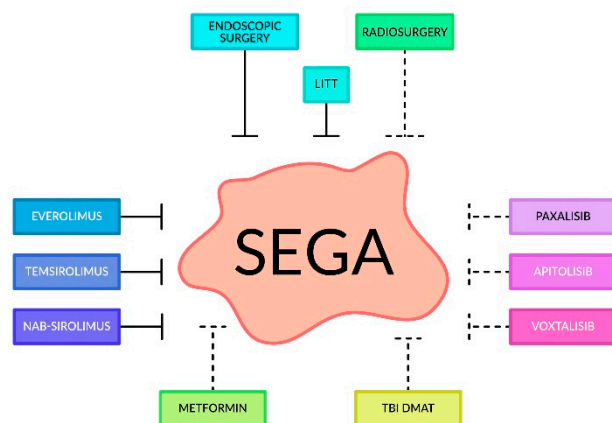 ENDOSCOPIC
SURGERY
RADIOSURGERY
LITT
EVEROLIMUS
PAXALISIB
SEGA
TEMSIROLIMUS
APITOLISIB
NAB-SIROLIMUS
VOXTALISIB
METFORMIN
TBI DMAT